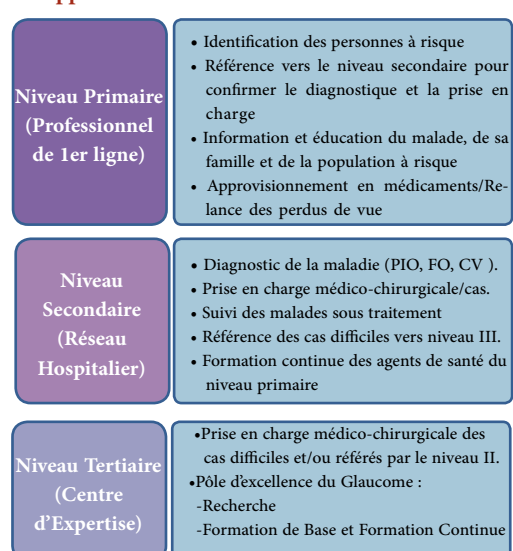 Niveau Primaire
(Professionnel
de 1er ligne)
• Identification des personnes à risque
• Référence vers le niveau secondaire pour
confirmer le diagnostique et la prise en
charge
• Information et éducation du malade, de sa
famille et de la population à risque
• Approvisionnement en médicaments/Re-
lance des perdus de vue
Niveau
Secondaire
(Réseau
Hospitalier)
• Diagnostic de la maladie (PIO, FO, CV ).
• Prise en charge médico-chirurgicale/cas.
• Suivi des malades sous traitement
• Référence des cas difficiles vers niveau III.
• Formation continue des agents de santé du
niveau primaire
Niveau Tertiaire
(Centre
d’Expertise)
•Prise en charge médico-chirurgicale des
cas difficiles et/ou référés par le niveau II.
•Pôle d’excellence du Glaucome :
-Recherche
-Formation de Base et Formation Continue